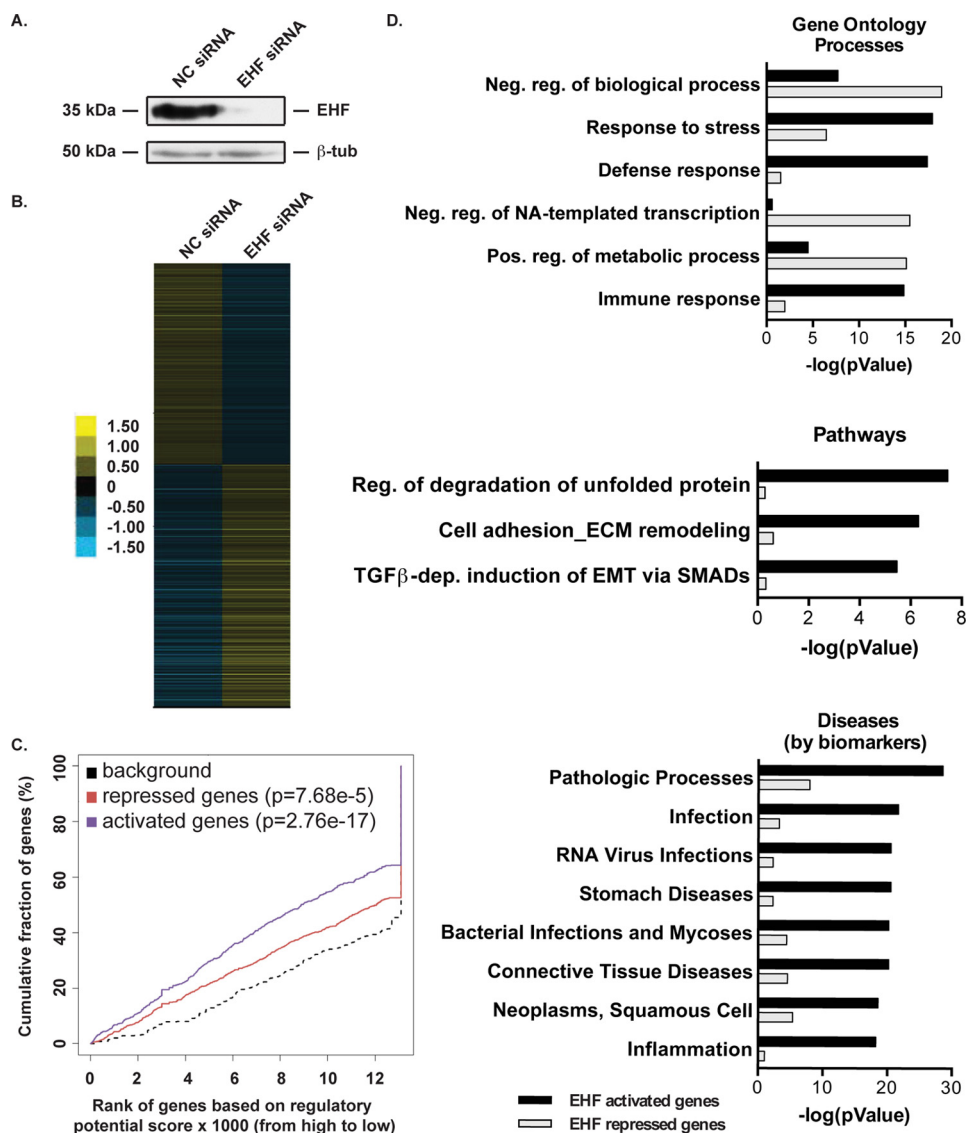 A.
NC siRNA
EHF siRNA
35 kDa
EHF
50 kDa
β-tub
B.
NC siRNA
EHF siRNA
1.50
1.00
0.50
0
-0.50
-1.00
-1.50
C.
background
repressed genes (p=7.68e-5)
activated genes (p=2.76e-17)
Cumulative fraction of genes (%)
100
80
60
40
20
0
0 2 4 6 8 10 12
Rank of genes based on regulatory
potential score x 1000 (from high to low)
D.
Gene Ontology
Processes
Neg. reg. of biological process
Response to stress
Defense response
Neg. reg. of NA-templated transcription
Pos. reg. of metabolic process
Immune response
0 5 10 15 20
-log(pValue)
Pathways
Reg. of degradation of unfolded protein
Cell adhesion_ECM remodeling
TGFβ-dep. induction of EMT via SMADs
0 2 4 6 8
-log(pValue)
Diseases
(by biomarkers)
Pathologic Processes
Infection
RNA Virus Infections
Stomach Diseases
Bacterial Infections and Mycoses
Connective Tissue Diseases
Neoplasms, Squamous Cell
Inflammation
0 10 20 30
-log(pValue)
EHF activated genes
EHF repressed genes